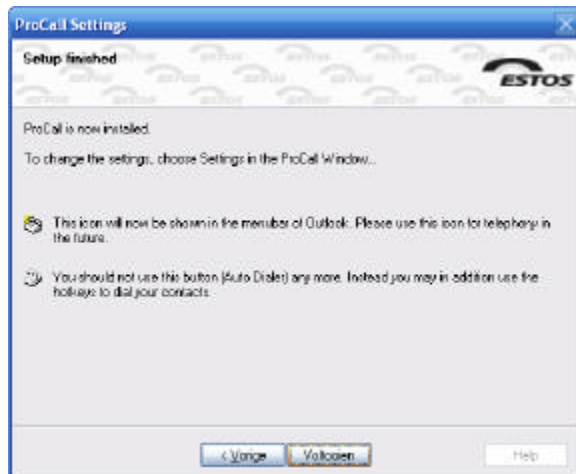 ProCall Settings
Setup finished
ESTOS
ProCall is now installed.
To change the settings, choose Settings in the ProCall Window...
This icon will now be shown in the menubar of Outlook. Please use this icon for telephony in
the future.
You should not use this button (Auto Dialer) any more. Instead you may in addition use the
hotkeys to dial your contacts.
< Vorige
Voltooien
Help